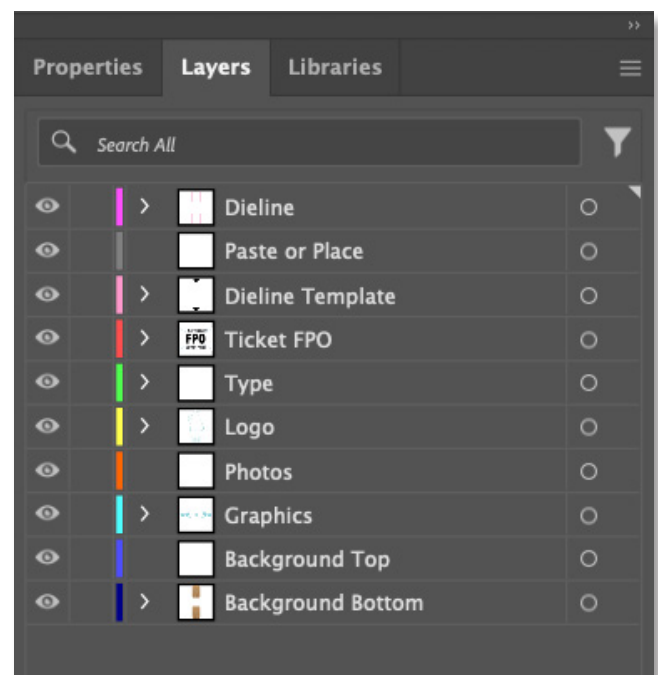 Properties Layers Libraries
Search All
Dieline
Paste or Place
Dieline Template
FPO Ticket FPO
Type
Logo
Photos
Graphics
Background Top
Background Bottom